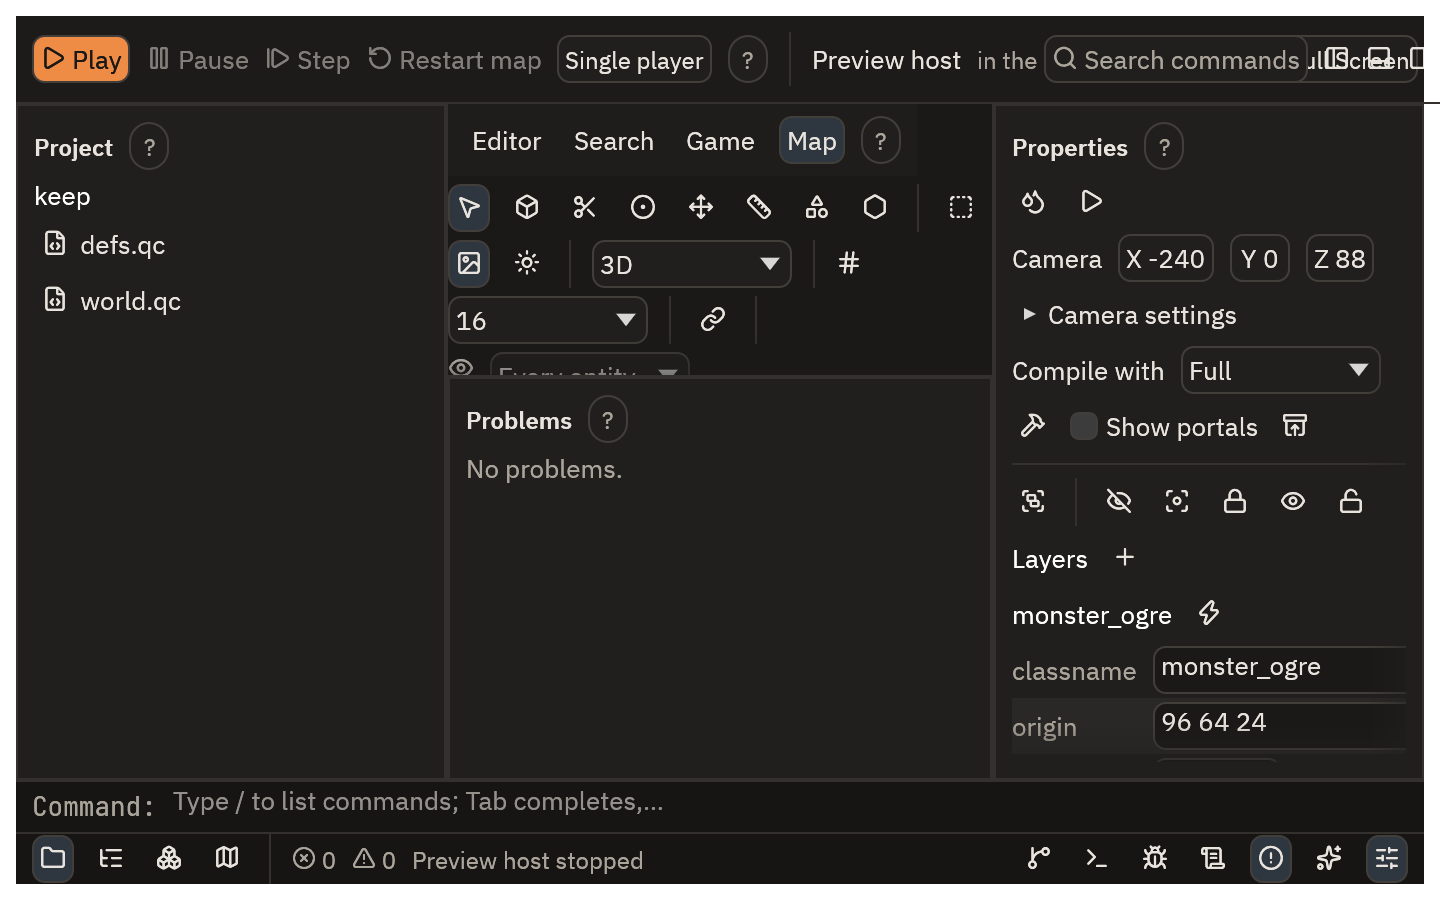 Play Pause Step Restart map Single player ? Preview host in the Search commands ullScreen
Project ?
keep
defs.qc
world.qc
Editor Search Game Map ?
3D
16
Every entity
Problems ?
No problems.
Properties ?
Camera X -240 Y 0 Z 88
Camera settings
Compile with Full
Show portals
Layers
monster_ogre
classname monster_ogre
origin 96 64 24
Command: Type / to list commands; Tab completes,...
0 0 Preview host stopped